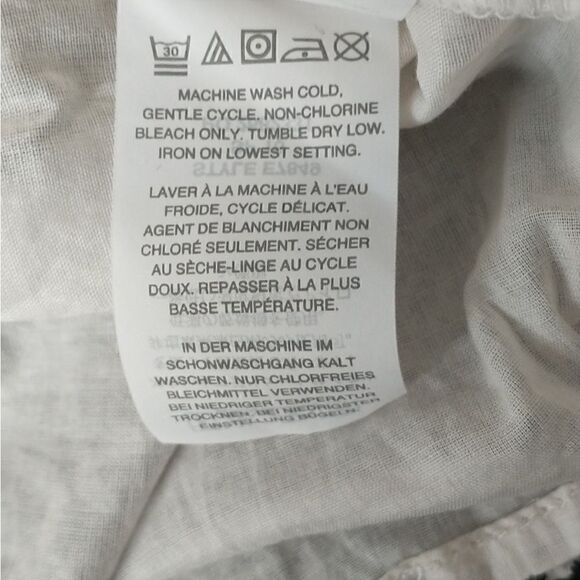 30
MACHINE WASH COLD,
GENTLE CYCLE. NON-CHLORINE
BLEACH ONLY. TUMBLE DRY LOW.
IRON ON LOWEST SETTING.
STYLE E7849
LAVER À LA MACHINE À L'EAU
FROIDE, CYCLE DÉLICAT.
AGENT DE BLANCHIMENT NON
CHLORÉ SEULEMENT. SÉCHER
AU SÈCHE-LINGE AU CYCLE
DOUX. REPASSER À LA PLUS
BASSE TEMPÉRATURE.
IN DER MASCHINE IM
SCHONWASCHGANG KALT
WASCHEN. NUR CHLORFREIES
BLEICHMITTEL VERWENDEN.
BEI NIEDRIGER TEMPERATUR
TROCKNEN. BEI NIEDRIGSTER
EINSTELLUNG BÜGELN.